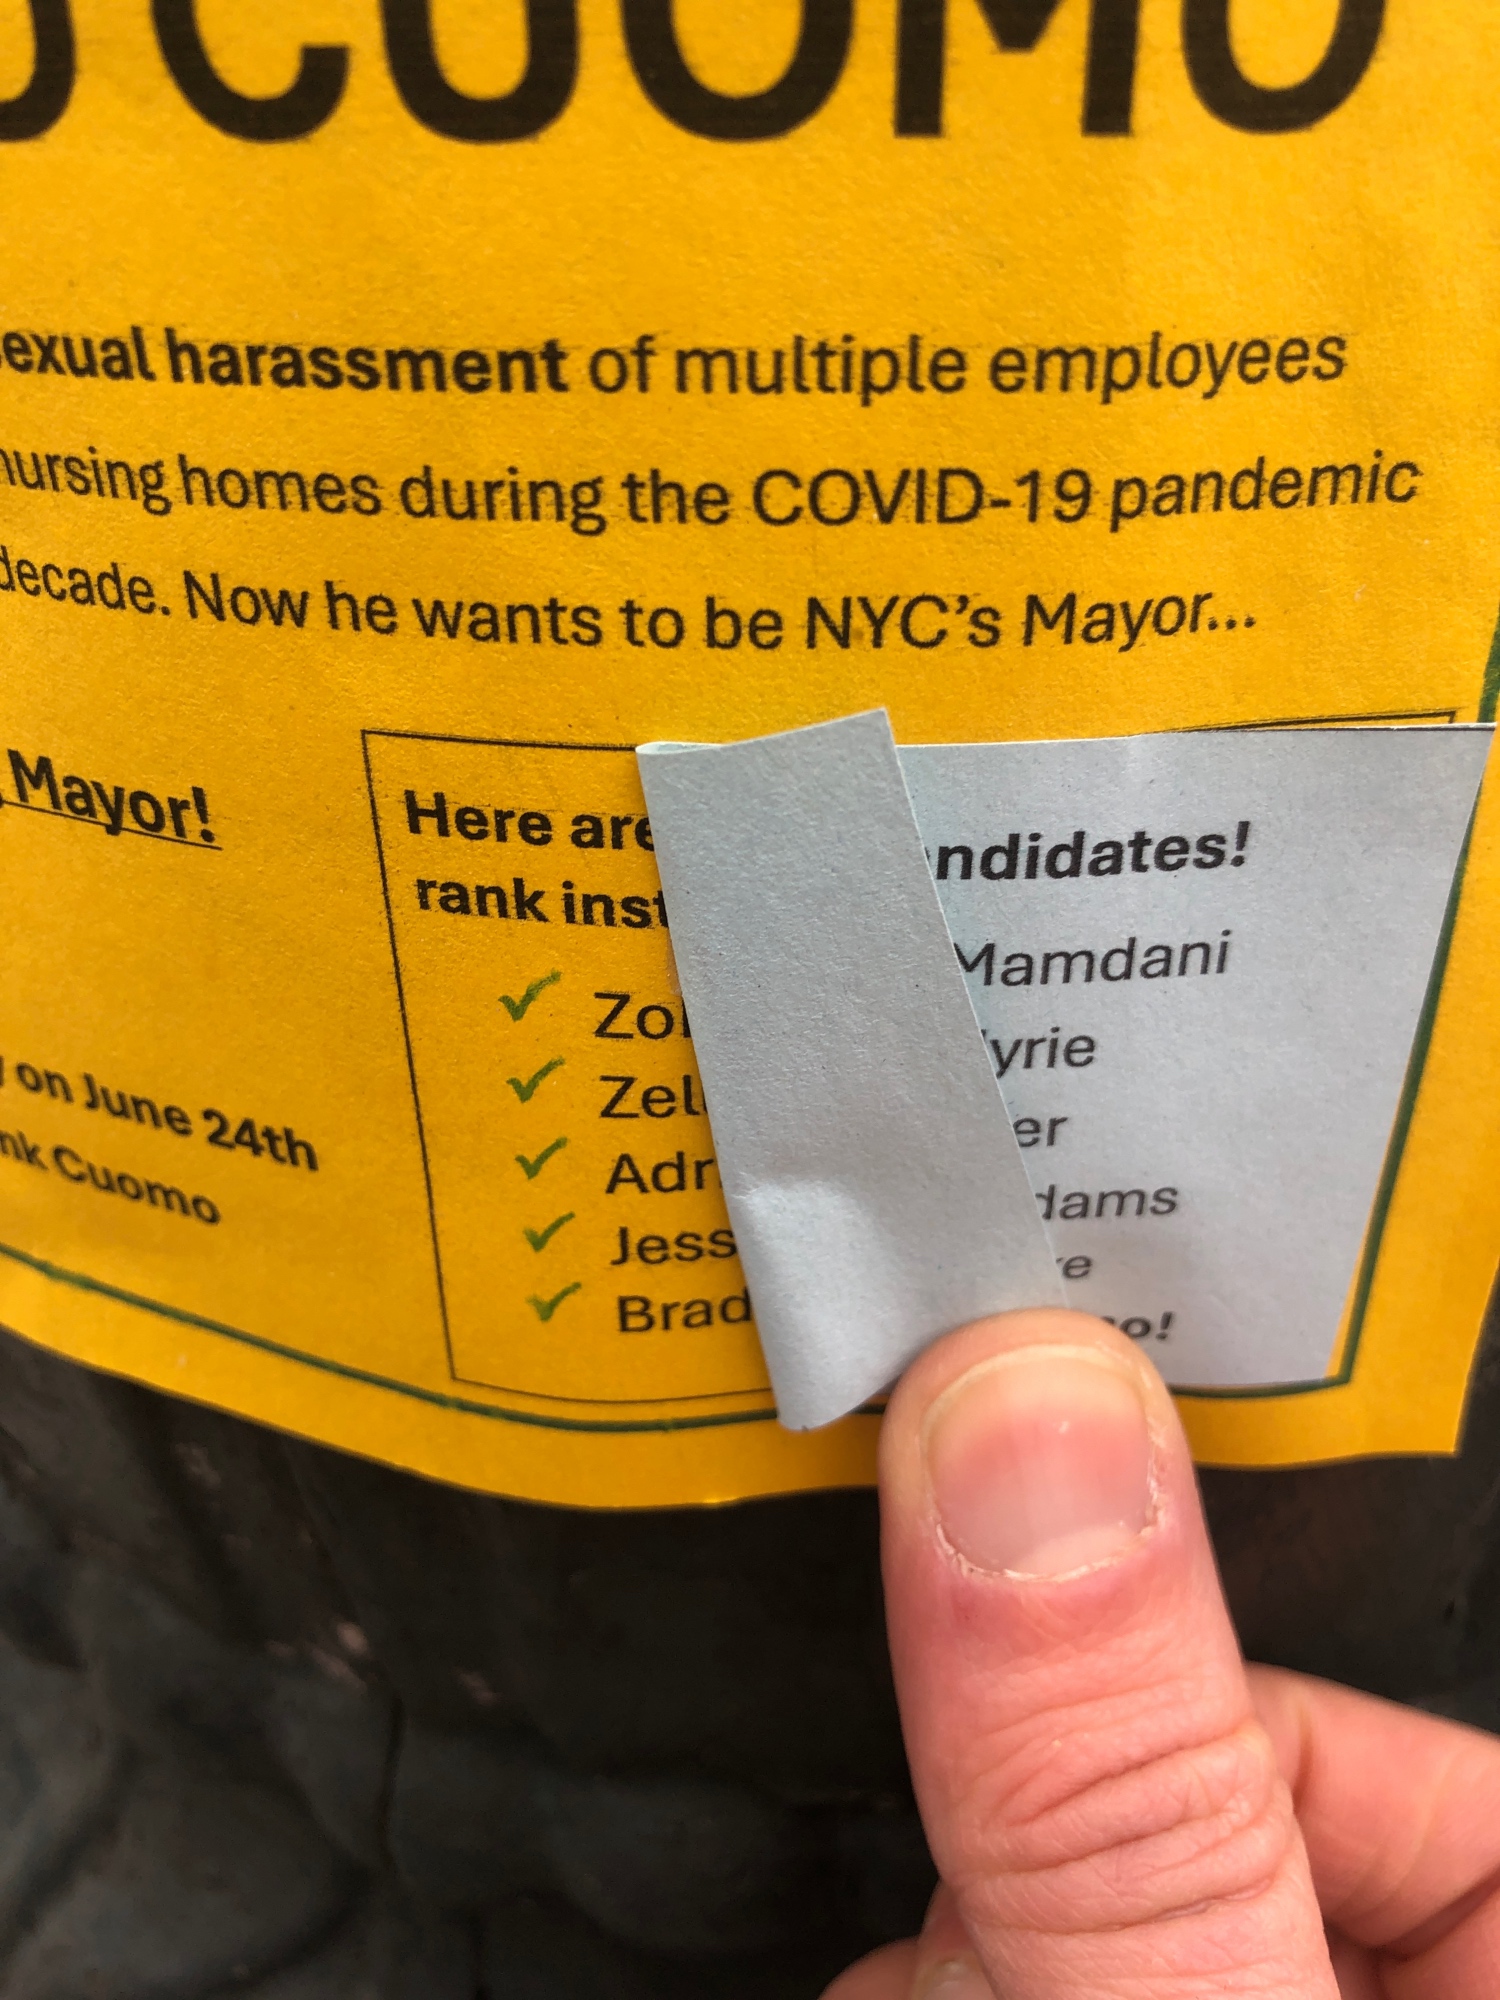 CUOMO
sexual harassment of multiple employees
nursing homes during the COVID-19 pandemic
decade. Now he wants to be NYC's Mayor...
Mayor!
Here are
rank inst
✓ Zo
✓ Zel
✓ Adr
✓ Jess
✓ Brad
ndidates!
Mamdani
yrie
er
dams
re
o!
on June 24th
nk Cuomo